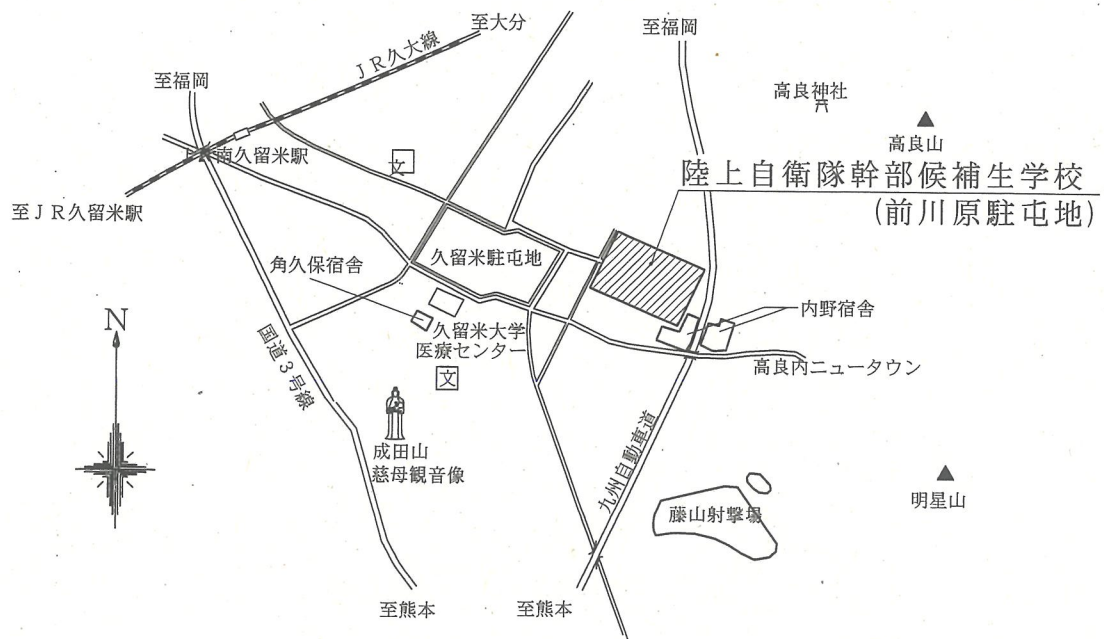 至大分
至福岡
JR久大線
至福岡
高良神社
高良山
南久留米駅
文
陸上自衛隊幹部候補生学校
(前川原駐屯地)
至JR久留米駅
久留米駐屯地
角久保宿舎
内野宿舎
N
久留米大学
医療センター
高良内ニュータウン
国道3号線
文
成田山
慈母観音像
九州自動車道
藤山射撃場
明星山
至熊本
至熊本